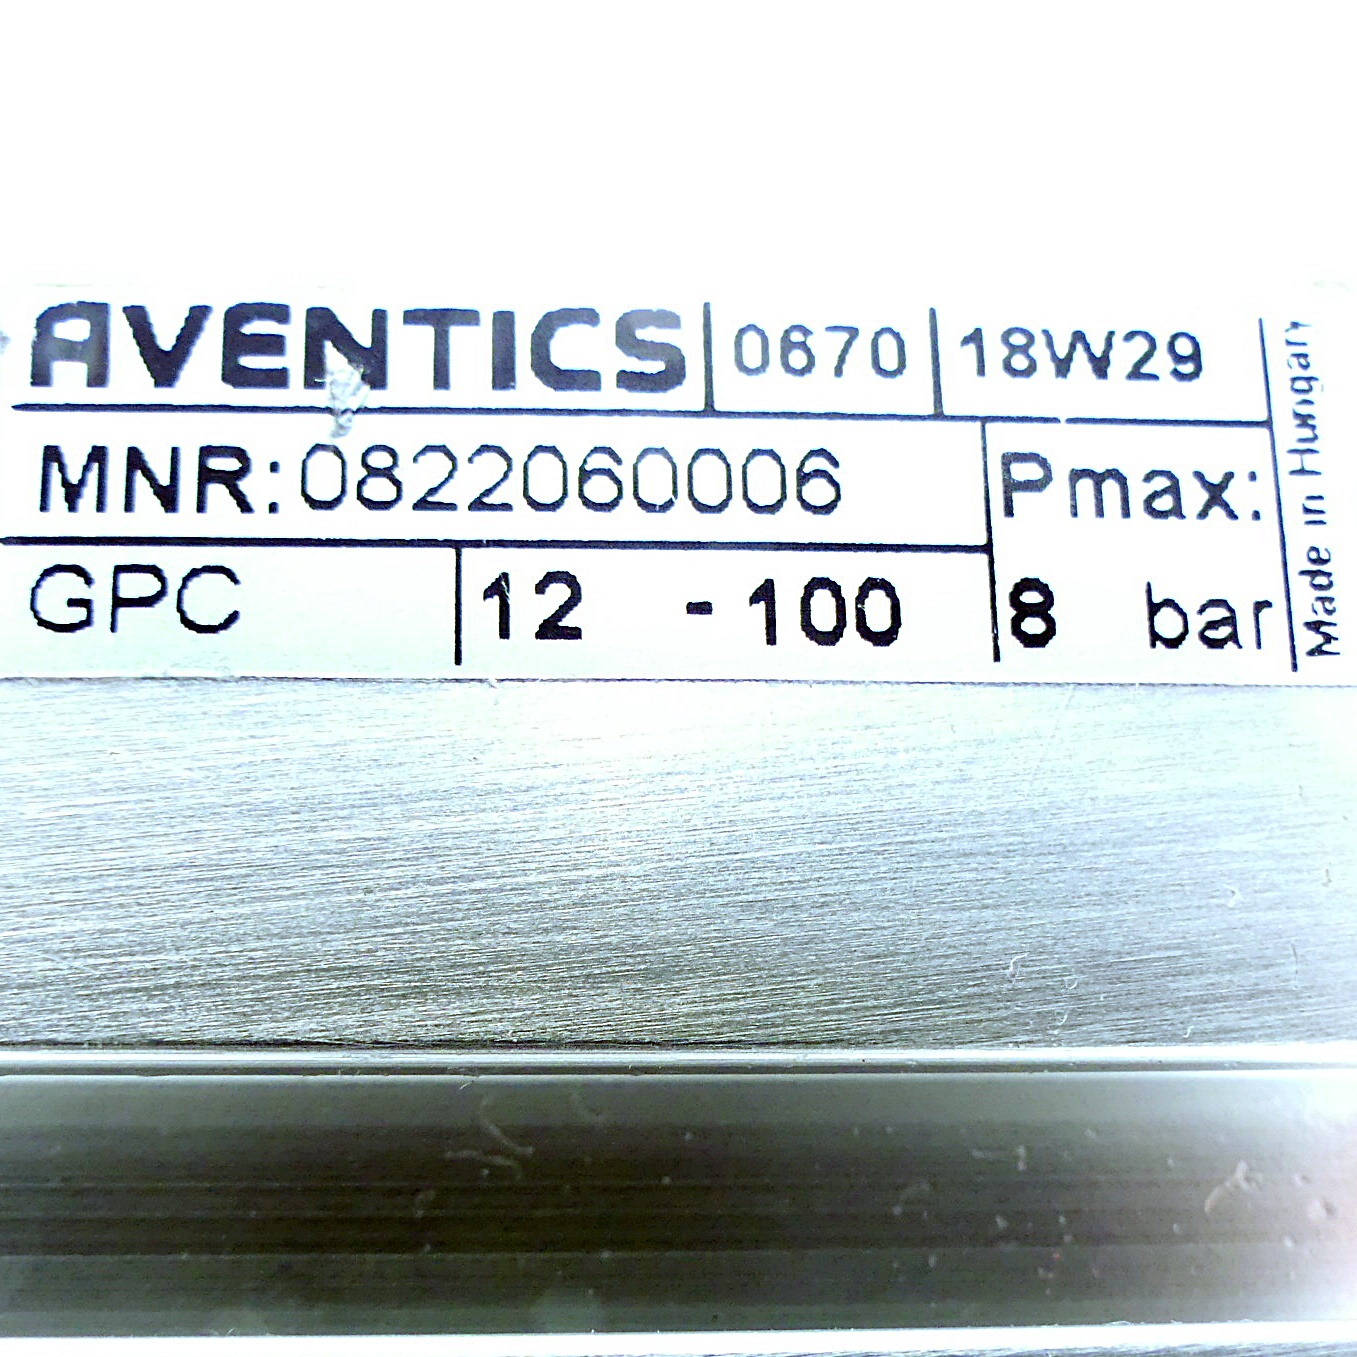 AVENTICS 0670 18W29
MNR:0822060006 Pmax:
GPC 12 -100 8 bar
Made in Hungary